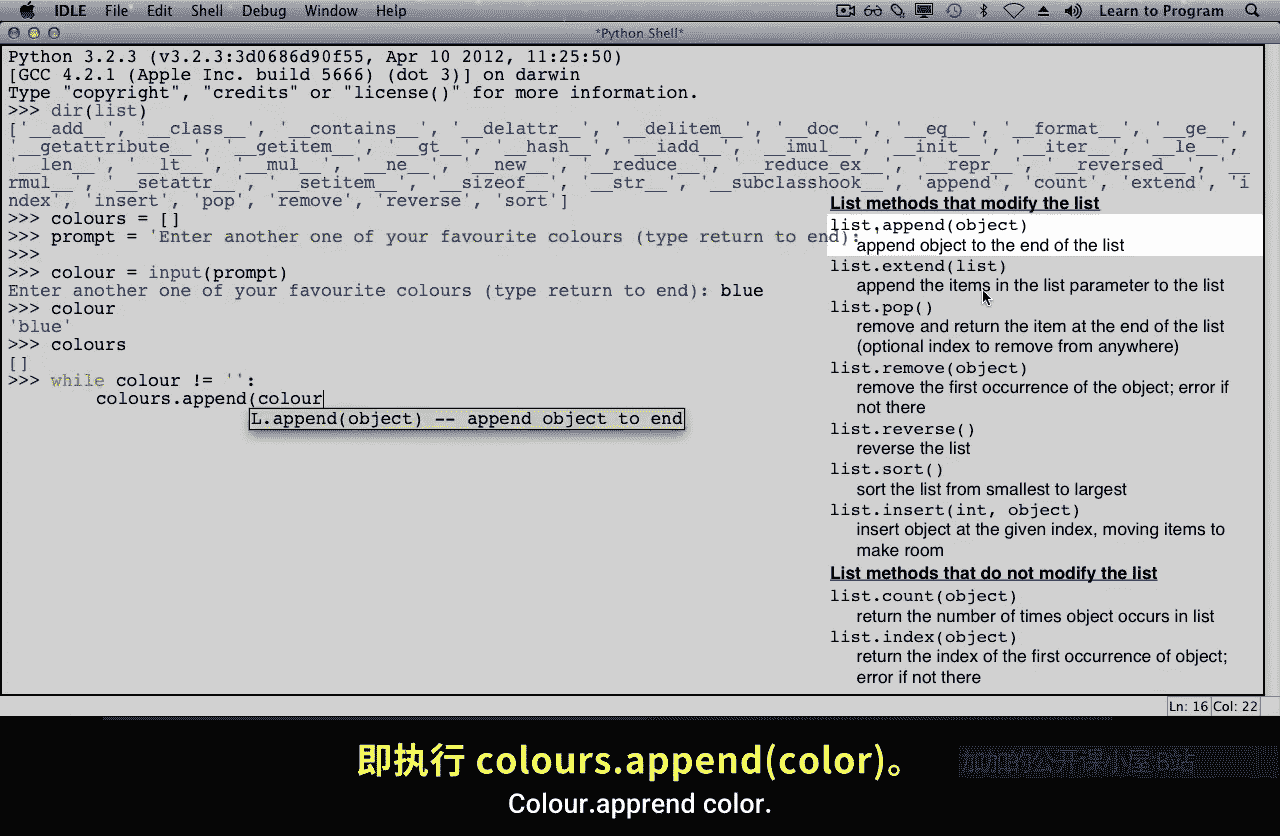 IDLE File Edit Shell Debug Window Help Learn to Program
*Python Shell*
Python 3.2.3 (v3.2.3:3d0686d90f55, Apr 10 2012, 11:25:50)
[GCC 4.2.1 (Apple Inc. build 5666) (dot 3)] on darwin
Type "copyright", "credits" or "license()" for more information.
>>> dir(list)
['__add__', '__class__', '__contains__', '__delattr__', '__delitem__', '__doc__', '__eq__', '__format__', '__ge__',
'__getattribute__', '__getitem__', '__gt__', '__hash__', '__iadd__', '__imul__', '__init__', '__iter__', '__le__',
'__len__', '__lt__', '__mul__', '__ne__', '__new__', '__reduce__', '__reduce_ex__', '__repr__', '__reversed__', '__
rmul__', '__setattr__', '__setitem__', '__sizeof__', '__str__', '__subclasshook__', 'append', 'count', 'extend', 'i
ndex', 'insert', 'pop', 'remove', 'reverse', 'sort']
>>> colours = []
>>> prompt = 'Enter another one of your favourite colours (type return to end):
>>>
>>> colour = input(prompt)
Enter another one of your favourite colours (type return to end): blue
>>> colour
'blue'
>>> colours
[]
>>> while colour != '':
colours.append(colour
L.append(object) -- append object to end
List methods that modify the list
list.append(object)
append object to the end of the list
list.extend(list)
append the items in the list parameter to the list
list.pop()
remove and return the item at the end of the list
(optional index to remove from anywhere)
list.remove(object)
remove the first occurrence of the object; error if
not there
list.reverse()
reverse the list
list.sort()
sort the list from smallest to largest
list.insert(int, object)
insert object at the given index, moving items to
make room
List methods that do not modify the list
list.count(object)
return the number of times object occurs in list
list.index(object)
return the index of the first occurrence of object;
error if not there
Ln: 16 Col: 22
即执行 colours.append(color)。
加加的公开课小屋 B站
Colour.apprend color.